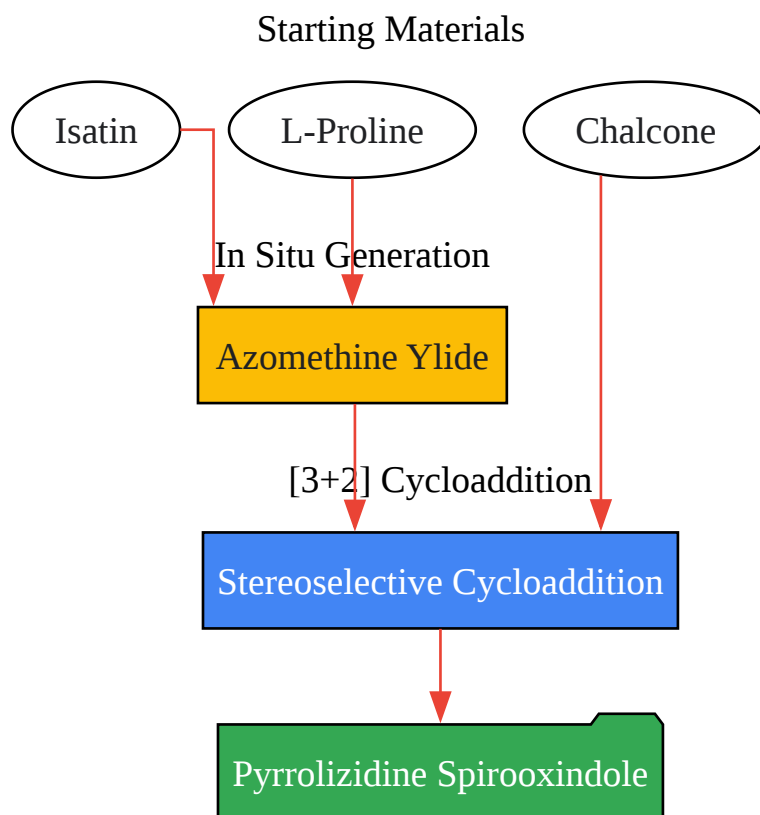 Starting Materials
Isatin
L-Proline
Chalcone
In Situ Generation
Azomethine Ylide
[3+2] Cycloaddition
Stereoselective Cycloaddition
Pyrrolizidine Spirooxindole